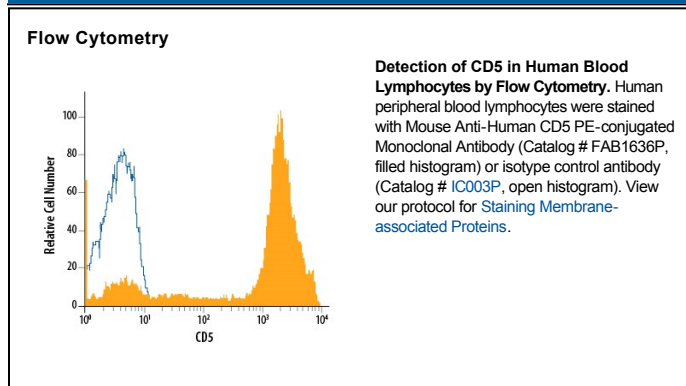 Flow Cytometry
Detection of CD5 in Human Blood
Lymphocytes by Flow Cytometry. Human
peripheral blood lymphocytes were stained
with Mouse Anti-Human CD5 PE-conjugated
Monoclonal Antibody (Catalog # FAB1636P,
filled histogram) or isotype control antibody
(Catalog # IC003P, open histogram). View
our protocol for Staining Membrane-
associated Proteins.
Relative Cell Number
100
80
60
40
20
0
10⁰ 10¹ 10² 10³ 10⁴
CD5